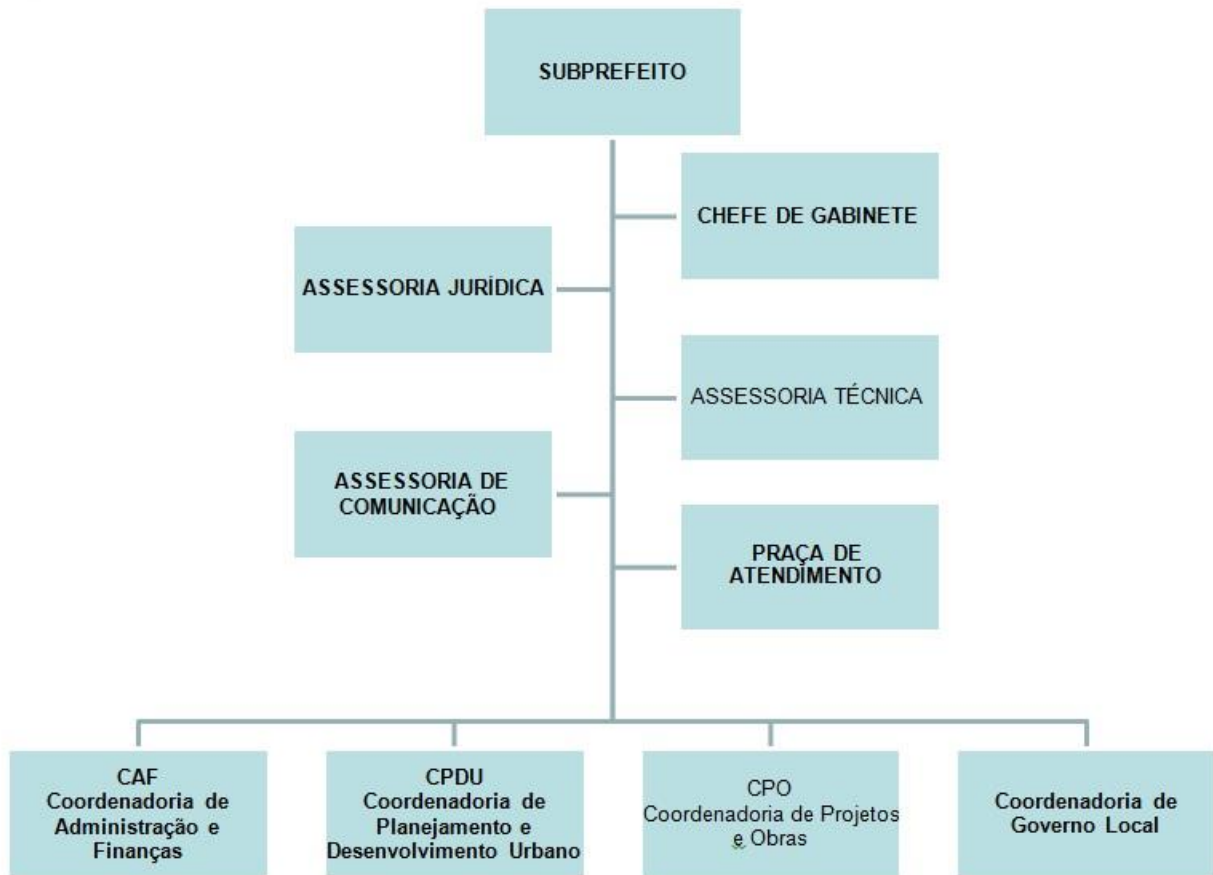 SUBPREFEITO
CHEFE DE GABINETE
ASSESSORIA JURÍDICA
ASSESSORIA TÉCNICA
ASSESSORIA DE
COMUNICAÇÃO
PRAÇA DE
ATENDIMENTO
CAF
Coordenadoria de
Administração e
Finanças
CPDU
Coordenadoria de
Planejamento e
Desenvolvimento Urbano
CPO
Coordenadoria de Projetos
e Obras
Coordenadoria de
Governo Local